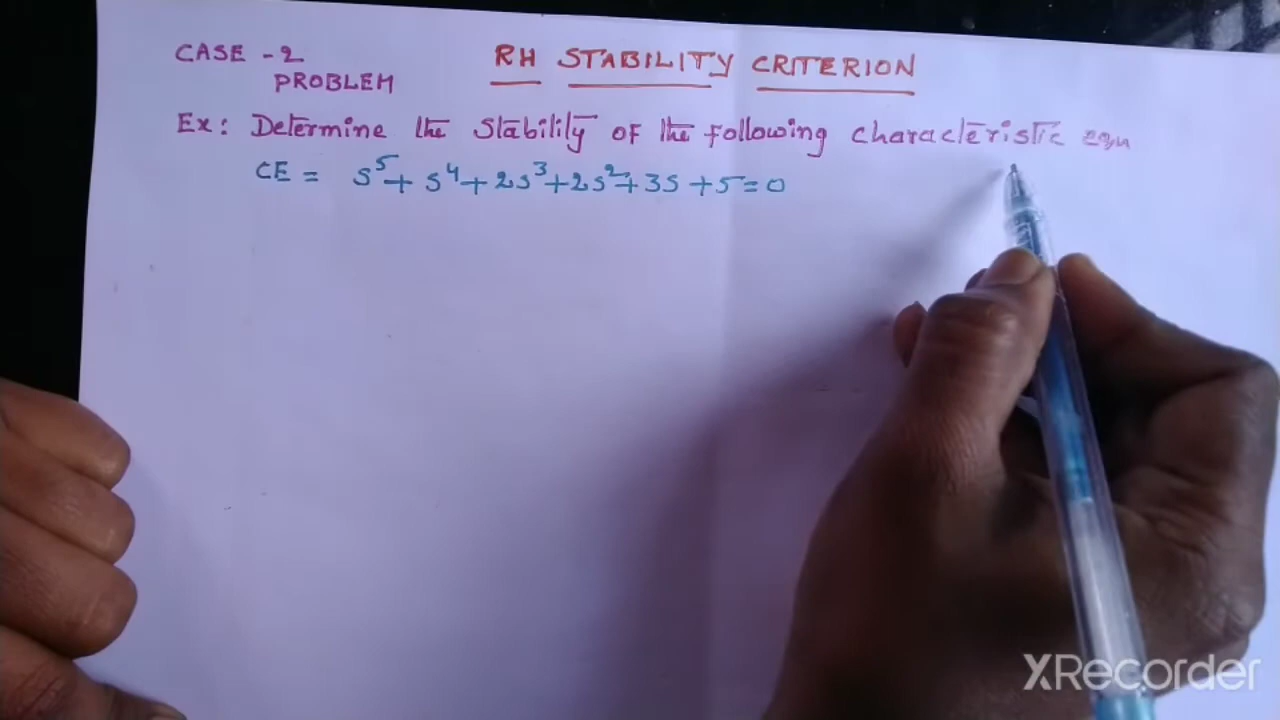 CASE -2 RH STABILITY CRITERION
PROBLEM
Ex: Determine the stability of the following characteristic equ
CE = s⁵ + s⁴ + 2s³ + 2s² + 3s + 5 = 0
XRecorder